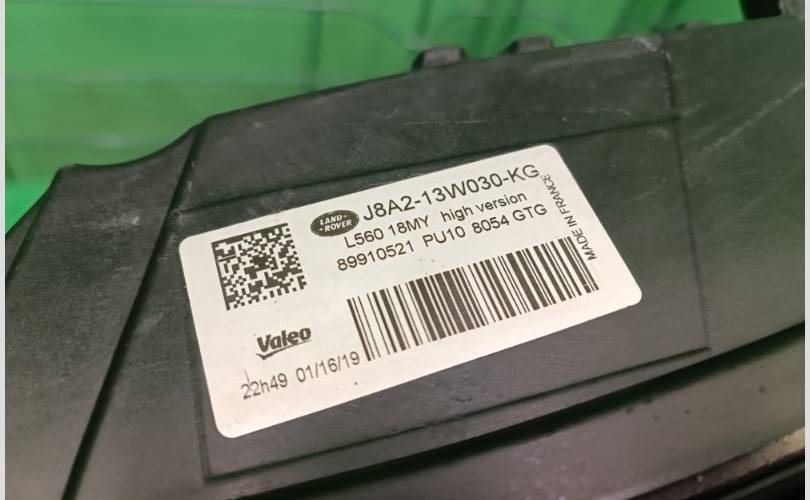 LAND-
ROVER
J8A2-13W030-KG
L560 18MY high version
89910521 PU10 8054 GTG
MADE IN FRANCE
Valeo
22h49 01/16/19